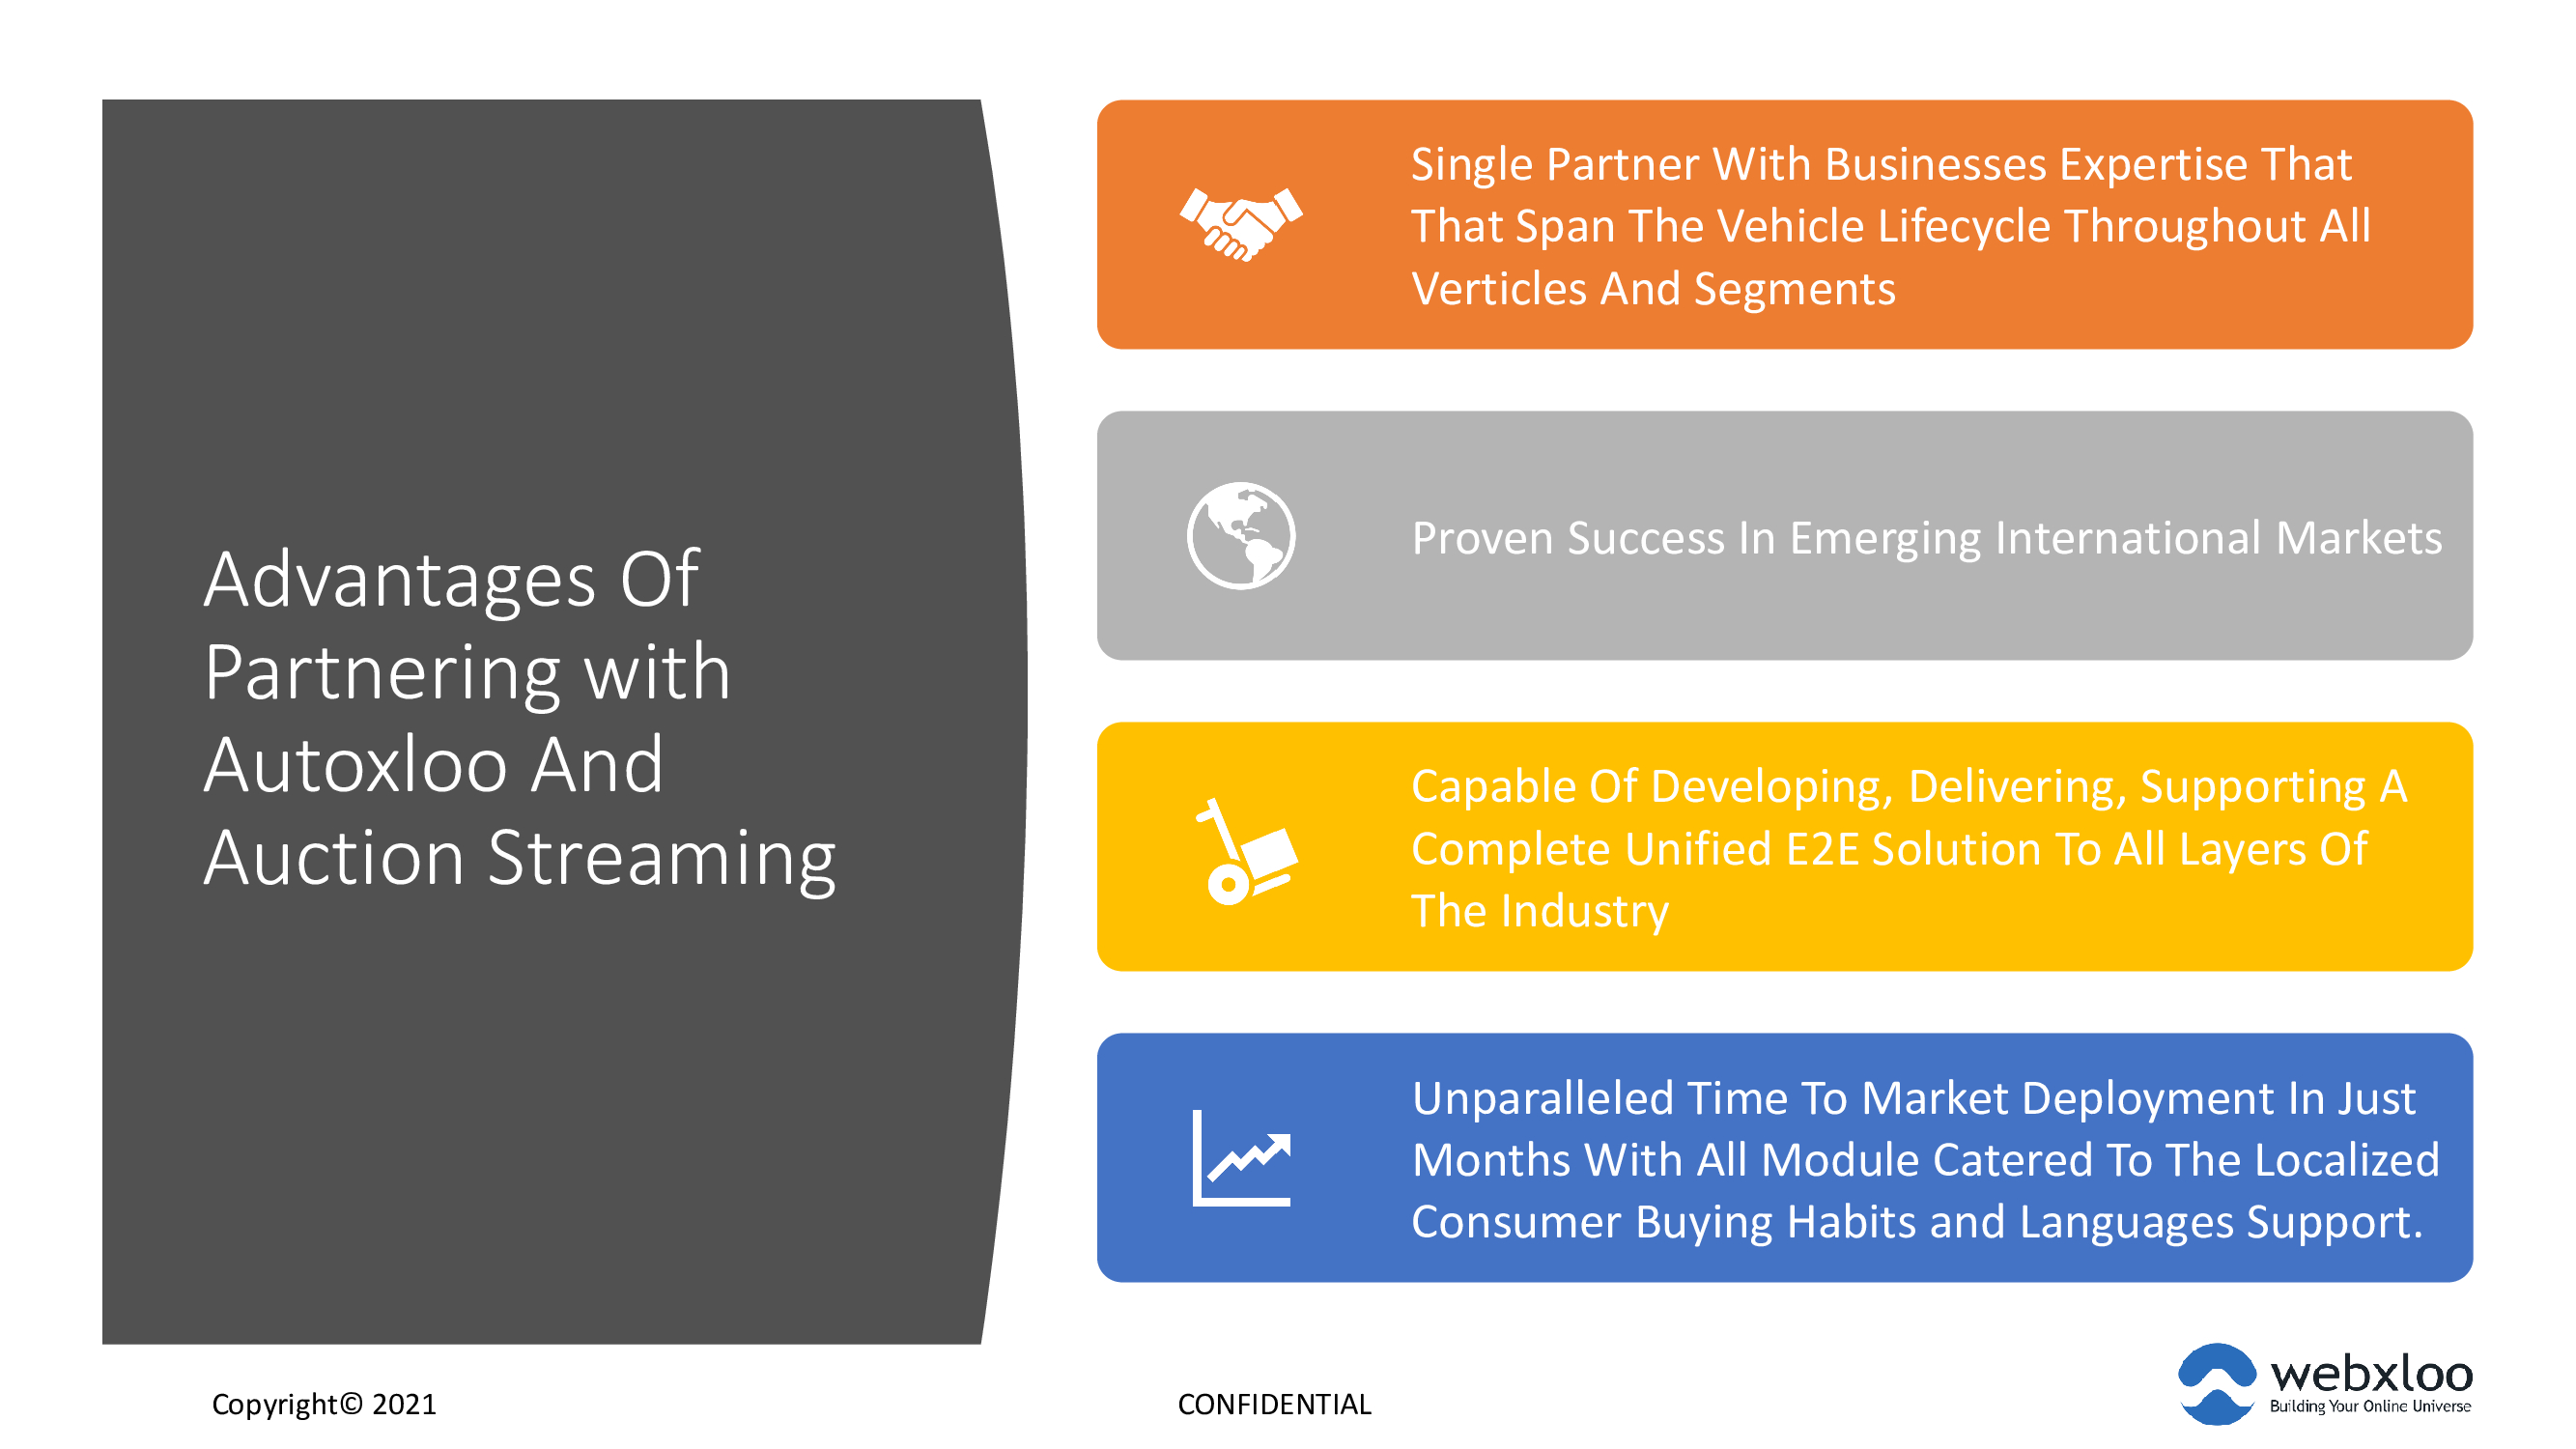 Advantages Of
Partnering with
Autoxloo And
Auction Streaming
Single Partner With Businesses Expertise That
That Span The Vehicle Lifecycle Throughout All
Verticles And Segments
Proven Success In Emerging International Markets
Capable Of Developing, Delivering, Supporting A
Complete Unified E2E Solution To All Layers Of
The Industry
Unparalleled Time To Market Deployment In Just
Months With All Module Catered To The Localized
Consumer Buying Habits and Languages Support.
Copyright© 2021
CONFIDENTIAL
webxloo
Building Your Online Universe